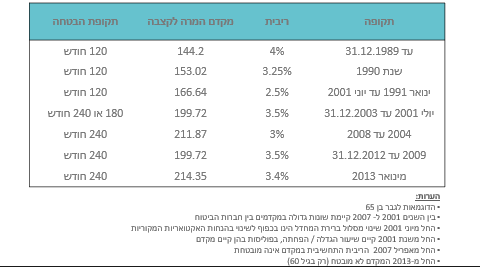 תקופה ריבית מקדם המרה לקצבה תקופת הבטחה
עד 31.12.1989 4% 144.2 120 חודש
שנת 1990 3.25% 153.02 120 חודש
ינואר 1991 עד יוני 2001 2.5% 166.64 120 חודש
יולי 2001 עד 31.12.2003 3.5% 199.72 180 או 240 חודש
2004 עד 2008 3% 211.87 240 חודש
2009 עד 31.12.2012 3.5% 199.72 240 חודש
מינואר 2013 3.4% 214.35 240 חודש
הערות:
• הדוגמאות לגבר בן 65
• בין השנים 2001 ל- 2007 קיימת שונות גדולה במקדמים בין חברות הביטוח
• החל מיוני 2001 שינוי מסלול ברירת המחדל הינו בכפוף לשינוי בהנחות האקטואריות המקוריות
• החל משנת 2001 קיים שיעור הגדלה / הפחתה, בפוליסות בהן קיים מקדם
• החל מאפריל 2007 הריבית התחשיבית במקדם אינה מובטחת
• החל מ-2013 המקדם לא מובטח (רק בגיל 60)